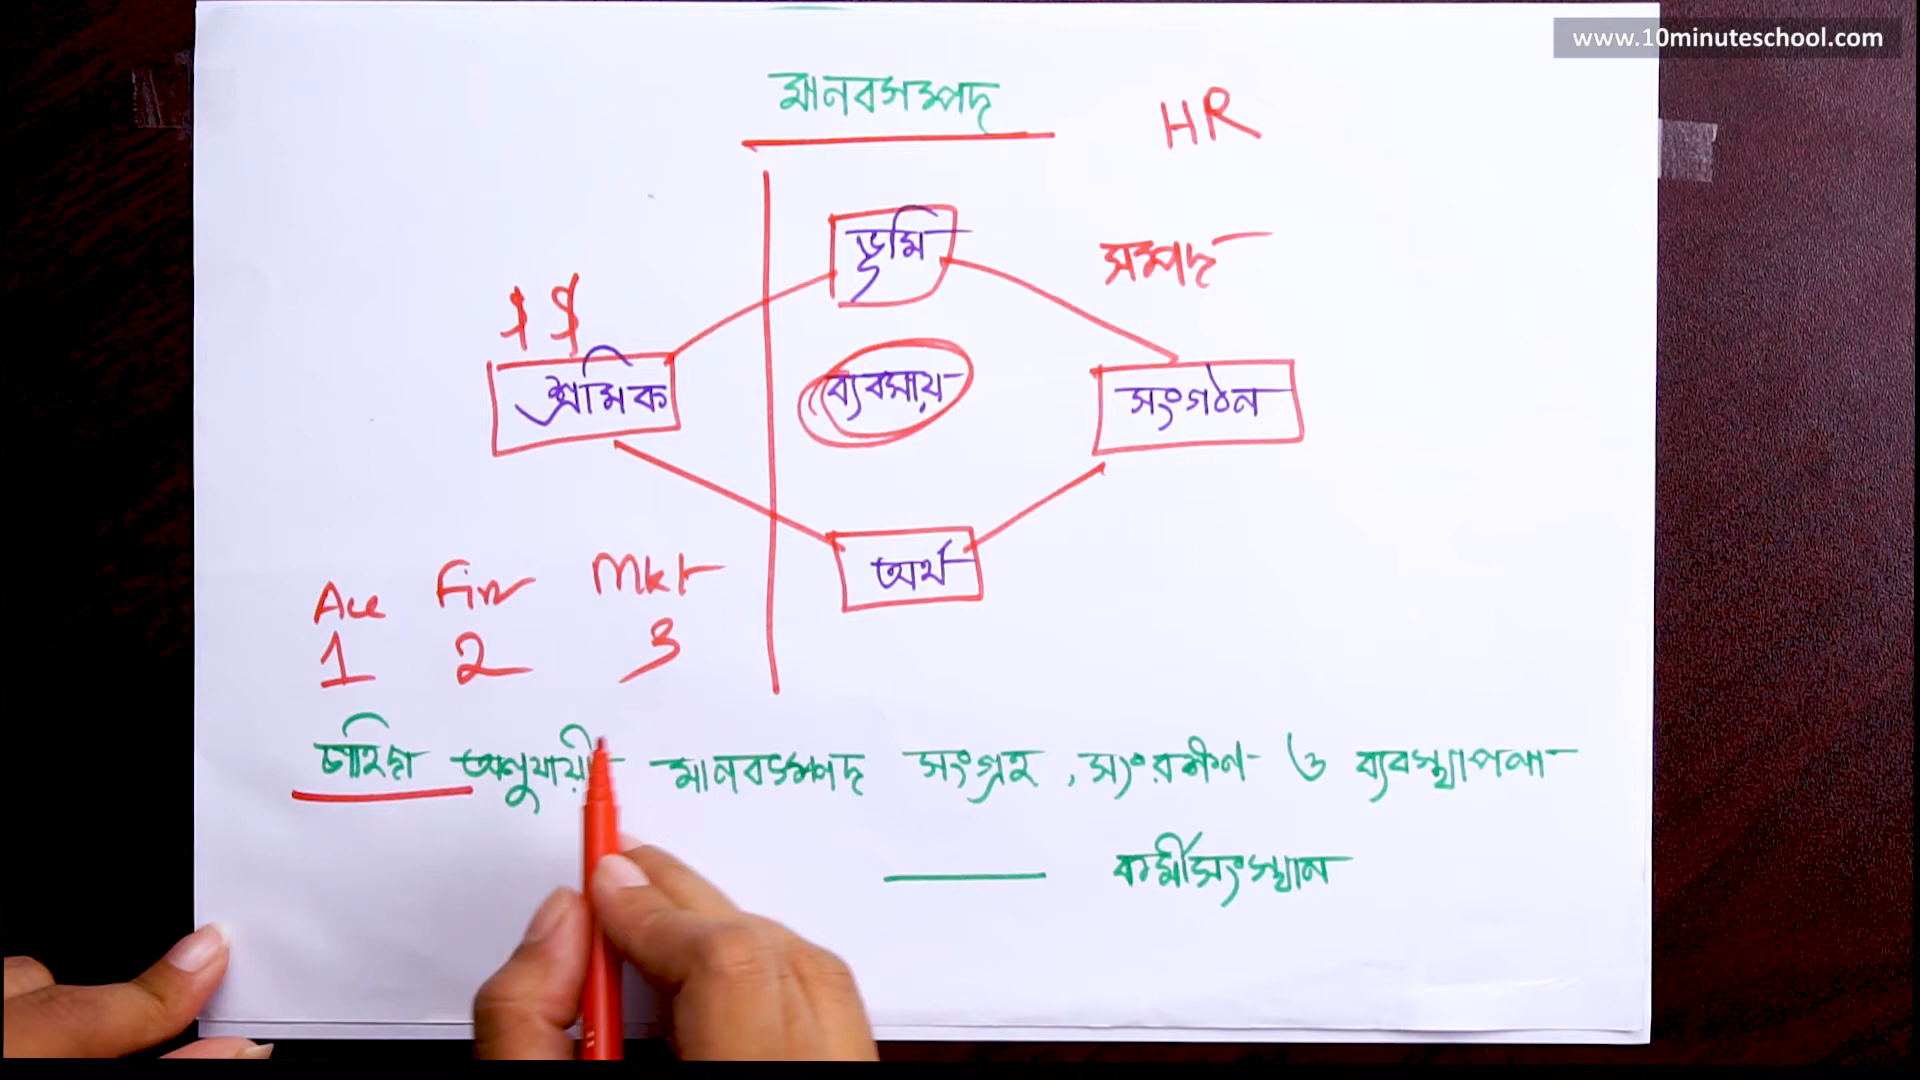 www.10minuteschool.com
মানবসম্পদ
HR
ভূমি
সম্পদ
শ্রমিক
ব্যবসায়
সংগঠন
অর্থ
Acc Fin Mkt
1 2 3
চাহিদা অনুযায়ী মানবসম্পদ সংগ্রহ, সংরক্ষণ ও ব্যবস্থাপনা
কর্মীসংস্থান